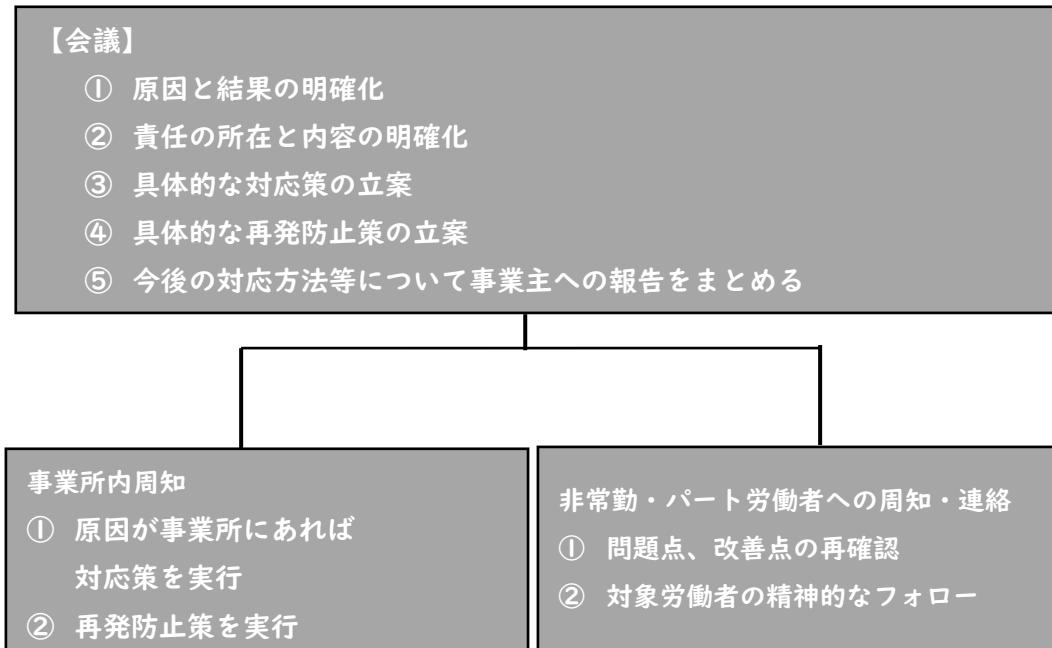 【会議】
① 原因と結果の明確化
② 責任の所在と内容の明確化
③ 具体的な対応策の立案
④ 具体的な再発防止策の立案
⑤ 今後の対応方法等について事業主への報告をまとめる
事業所内周知
① 原因が事業所にあれば
対応策を実行
② 再発防止策を実行
非常勤・パート労働者への周知・連絡
① 問題点、改善点の再確認
② 対象労働者の精神的なフォロー